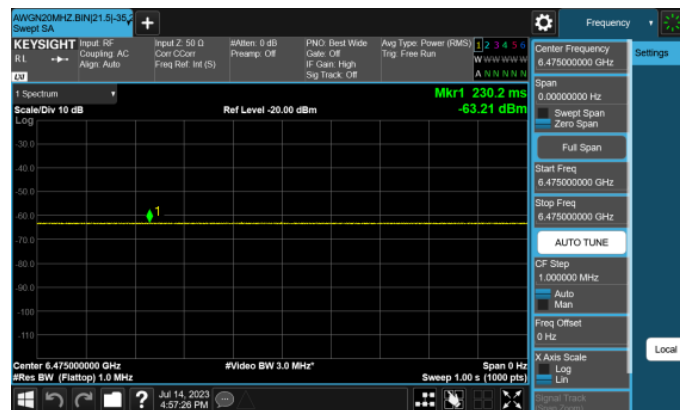 AWGN20MHZ.BIN|21.5|-35.
Swept SA
+
Frequency
KEYSIGHT Input: RF Input Z: 50 Ω #Atten: 0 dB PNO: Best Wide Avg Type: Power (RMS) 1 2 3 4 5 6
RL Coupling: AC Corr CCorr Preamp: Off Gate: Off Trig: Free Run W W W W W W
Align: Auto Freq Ref: Int (S) IF Gain: High A N N N N N
LXI Sig Track: Off
1 Spectrum
Mkr1 230.2 ms
Scale/Div 10 dB Ref Level -20.00 dBm -63.21 dBm
Log
-30.0
-40.0
-50.0
-60.0
1
-70.0
-80.0
-90.0
-100
-110
Center 6.475000000 GHz #Video BW 3.0 MHz* Span 0 Hz
#Res BW (Flattop) 1.0 MHz Sweep 1.00 s (1000 pts)
? Jul 14, 2023
4:57:26 PM
Center Frequency
6.475000000 GHz
Settings
Span
0.00000000 Hz
Swept Span
Zero Span
Full Span
Start Freq
6.475000000 GHz
Stop Freq
6.475000000 GHz
AUTO TUNE
CF Step
1.000000 MHz
Auto
Man
Freq Offset
0 Hz
Local
X Axis Scale
Log
Lin
Signal Track
(Span Zoom)